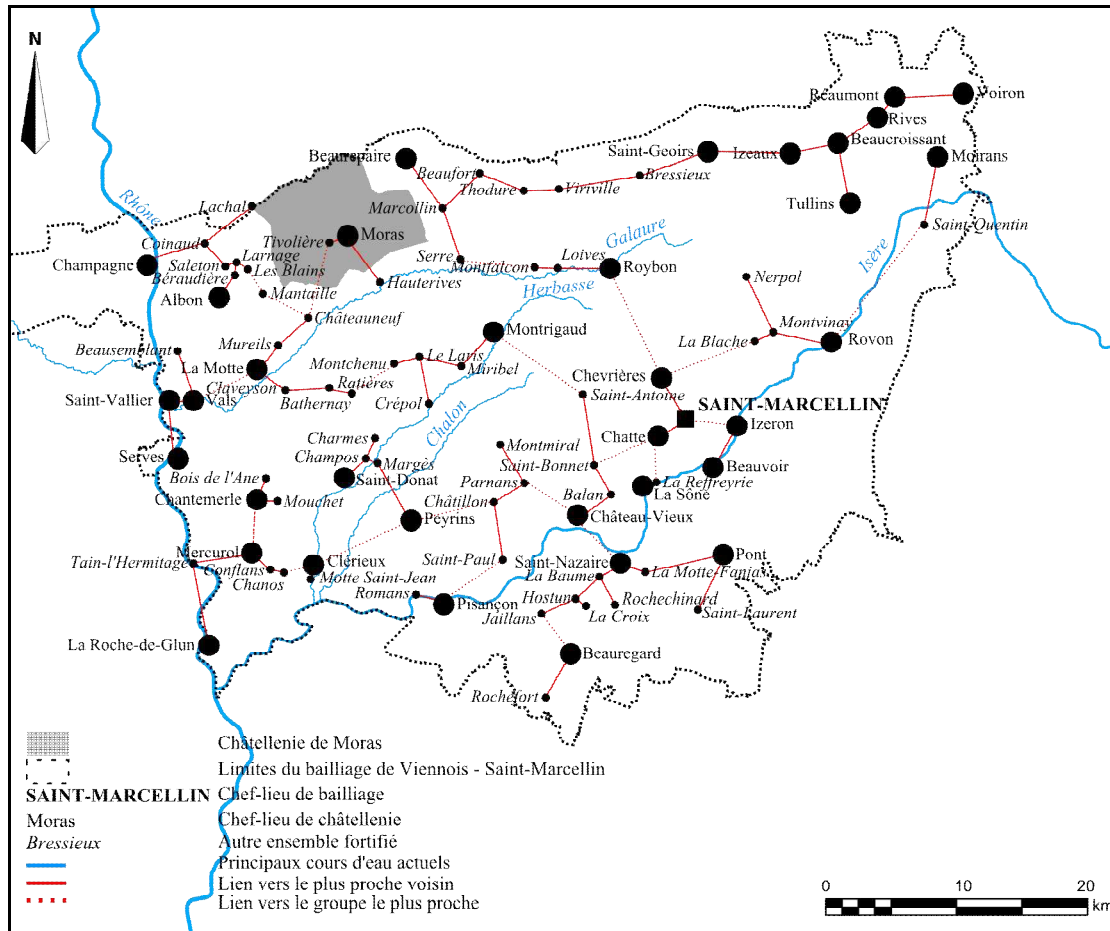 N
Voiron
Réaumont
Rives
Beaucroissant
Saint-Geoirs
Izeaux
Moirans
Beaurepaire
Beaufort
Thodure
Viriville
Bressieux
Tullins
Rhône
Lachal
Marcollin
Saint-Quentin
Tivolière
Moras
Galaure
Coinaud
Larnage
Serre
Isère
Champagne
Saleton
Les Blains
Montfalcon
Loives
Roybon
Béraudière
Hauterives
Nerpol
Albon
Mantaille
Herbasse
Châteauneuf
Montrigaud
Montvinay
Beausemblant
Mureils
La Blache
Rovon
La Motte
Montchenu
Le Laris
Miribel
Chevrières
Claveyson
Ratières
Saint-Antoine
Saint-Vallier
Vals
Bathernay
Crépol
SAINT-MARCELLIN
Chalon
Izeron
Charmes
Montmiral
Chatte
Serves
Champos
Margès
Saint-Bonnet
Beauvoir
Bois de l'Ane
Saint-Donat
Parnans
La Reffreyrie
Chantemerle
Mouchet
Châtillon
Balan
La Sône
Peyrins
Château-Vieux
Mercurol
Tain-l'Hermitage
Conflans
Clérieux
Saint-Paul
Saint-Nazaire
Pont
Chanos
Motte Saint-Jean
La Baume
La Motte-Fanjas
Romans
Pisançon
Hostun
Rochechinard
Jaillans
La Croix
Saint-Laurent
La Roche-de-Glun
Beauregard
Rochefort
Châtellenie de Moras
Limites du bailliage de Viennois - Saint-Marcellin
SAINT-MARCELLIN Chef-lieu de bailliage
Moras Chef-lieu de châtellenie
Bressieux Autre ensemble fortifié
Principaux cours d'eau actuels
Lien vers le plus proche voisin
Lien vers le groupe le plus proche
0 10 20
km